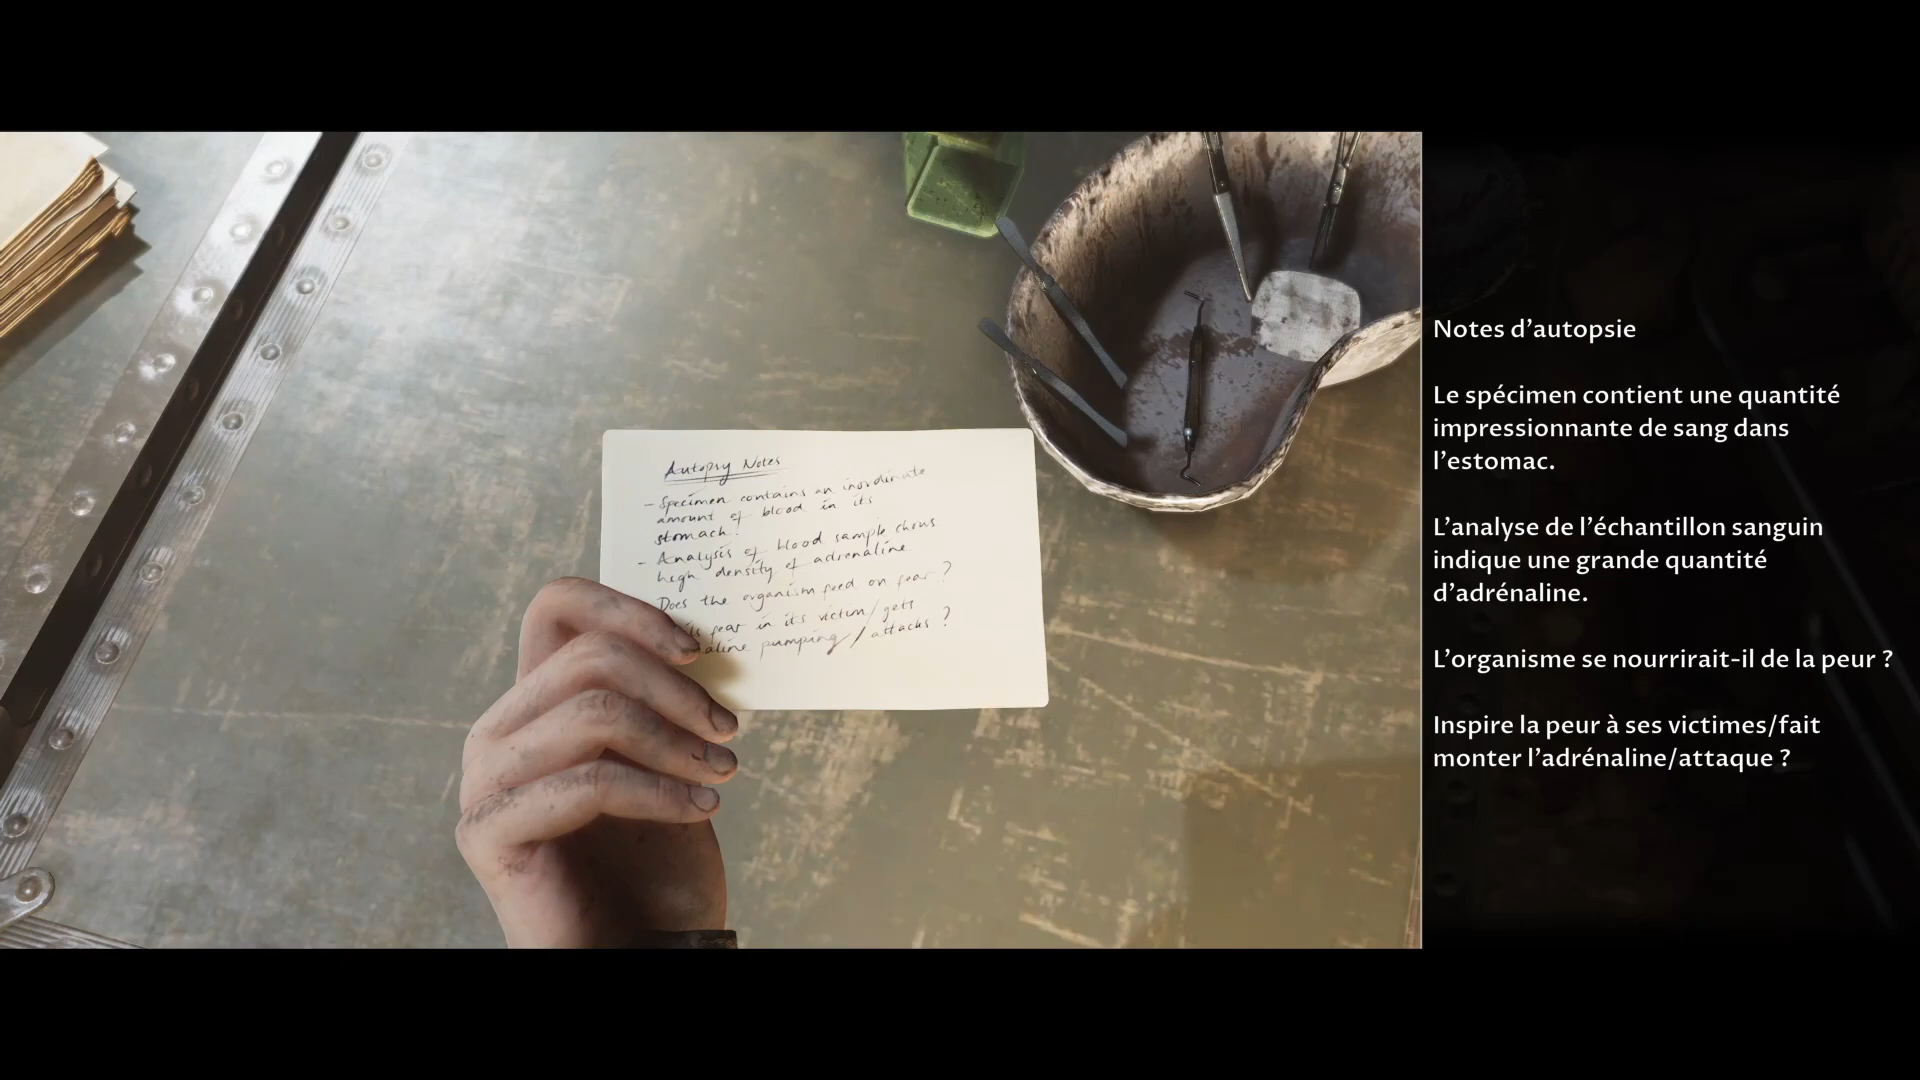 Autopsy Notes
- Specimen contains an inordinate
amount of blood in its
stomach!
- Analysis of blood sample shows
high density of adrenaline
Does the organism feed on fear?
fear in its victim/gets
aline pumping/attacks?
Notes d'autopsie
Le spécimen contient une quantité
impressionnante de sang dans
l'estomac.
L'analyse de l'échantillon sanguin
indique une grande quantité
d'adrénaline.
L'organisme se nourrirait-il de la peur ?
Inspire la peur à ses victimes/fait
monter l'adrénaline/attaque ?